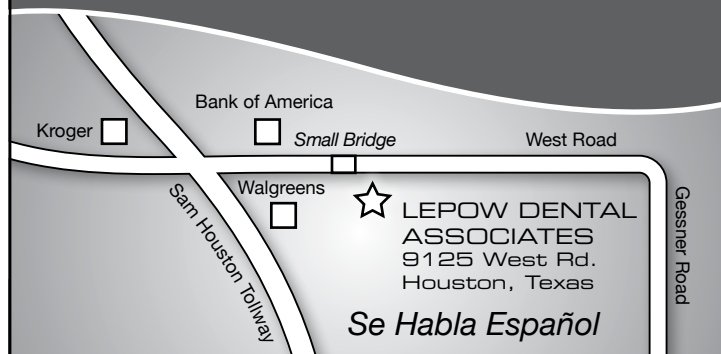 Bank of America
Kroger
Small Bridge
West Road
Walgreens
Sam Houston Tollway
LEPOW DENTAL
ASSOCIATES
9125 West Rd.
Houston, Texas
Gessner Road
Se Habla Español